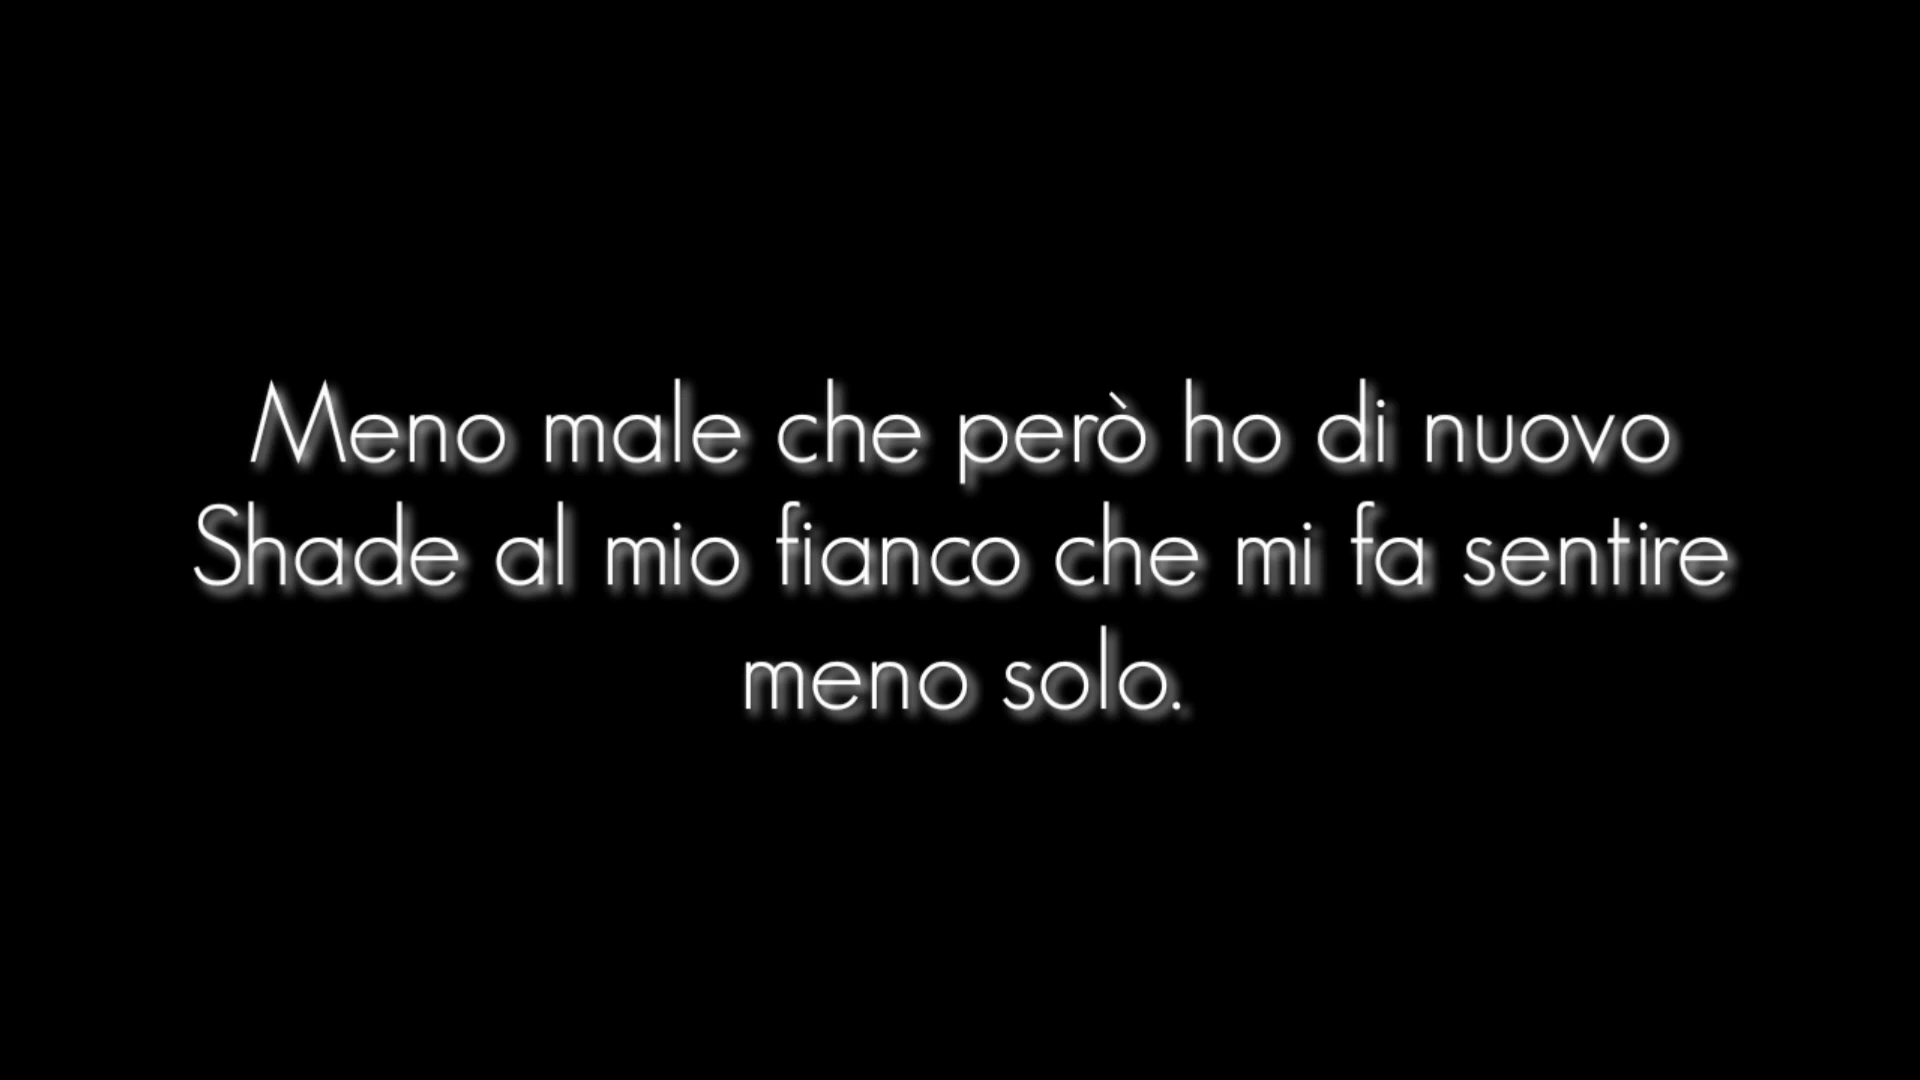 Meno male che però ho di nuovo
Shade al mio fianco che mi fa sentire
meno solo.